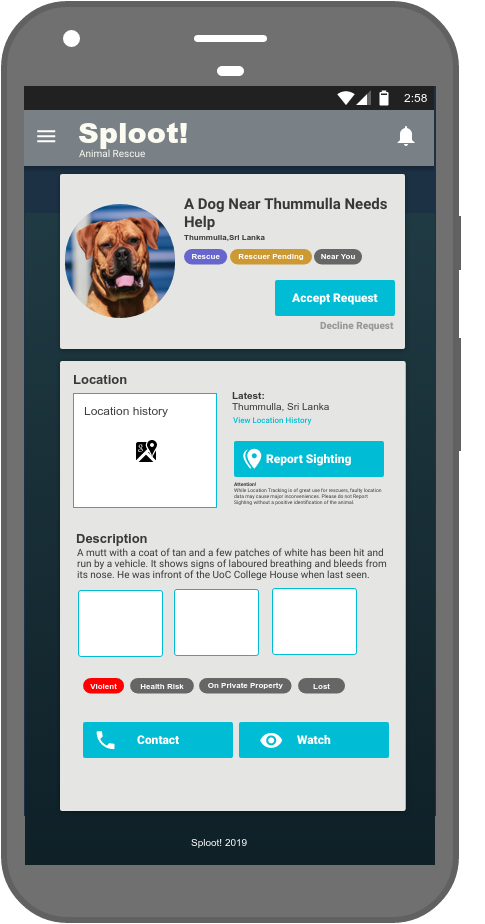 2:58
Sploot!
Animal Rescue
A Dog Near Thummulla Needs
Help
Thummulla,Sri Lanka
Rescue
Rescuer Pending
Near You
Accept Request
Decline Request
Location
Location history
Latest:
Thummulla, Sri Lanka
View Location History
Report Sighting
Attention!
While Location Tracking is of great use for rescuers, faulty location
data may cause major inconveniences. Please do not Report
Sighting without a positive identification of the animal.
Description
A mutt with a coat of tan and a few patches of white has been hit and
run by a vehicle. It shows signs of laboured breathing and bleeds from
its nose. He was infront of the UoC College House when last seen.
Violent
Health Risk
On Private Property
Lost
Contact
Watch
Sploot! 2019